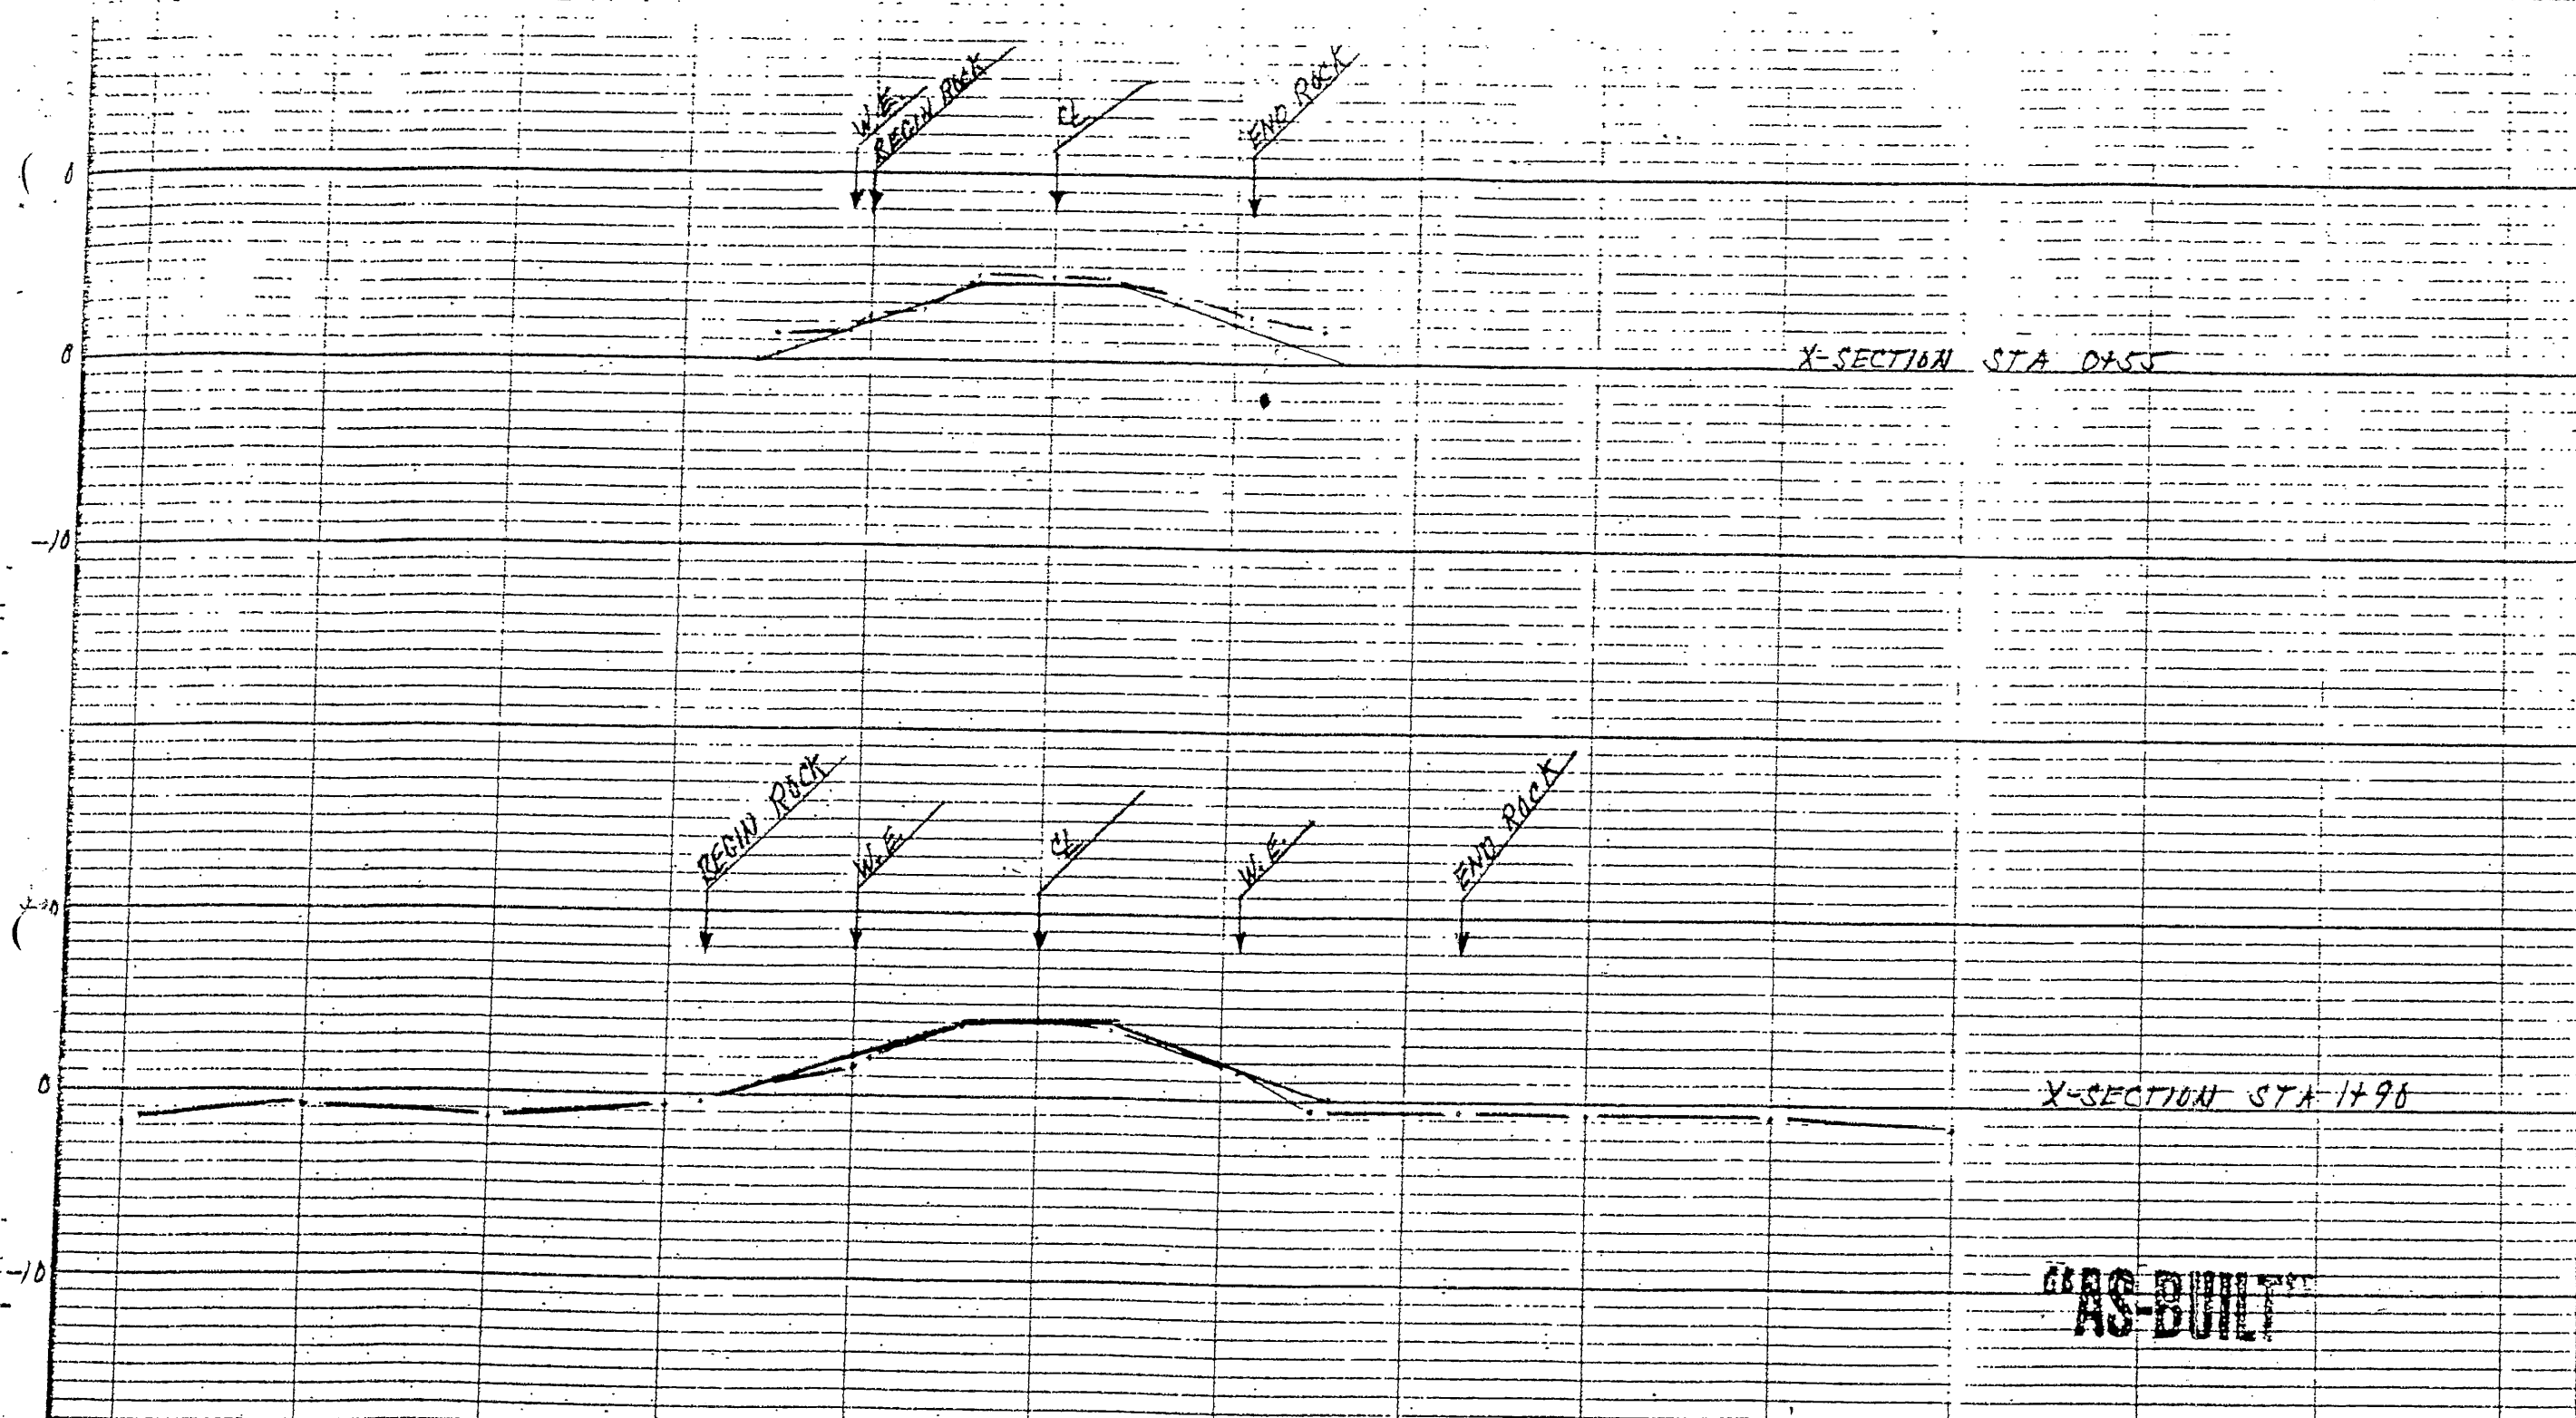 W.E.
BEGIN ROCK
CL
END ROCK
0
0
X-SECTION STA 0+55
-10
BEGIN ROCK
W.E.
CL
W.E.
END ROCK
0
X-SECTION STA 1+90
-10
"AS-BUILT"